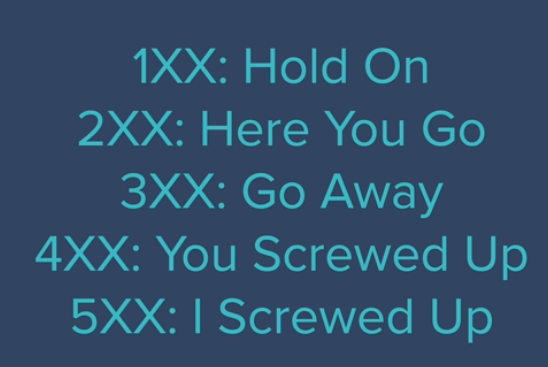 1XX: Hold On
2XX: Here You Go
3XX: Go Away
4XX: You Screwed Up
5XX: I Screwed Up